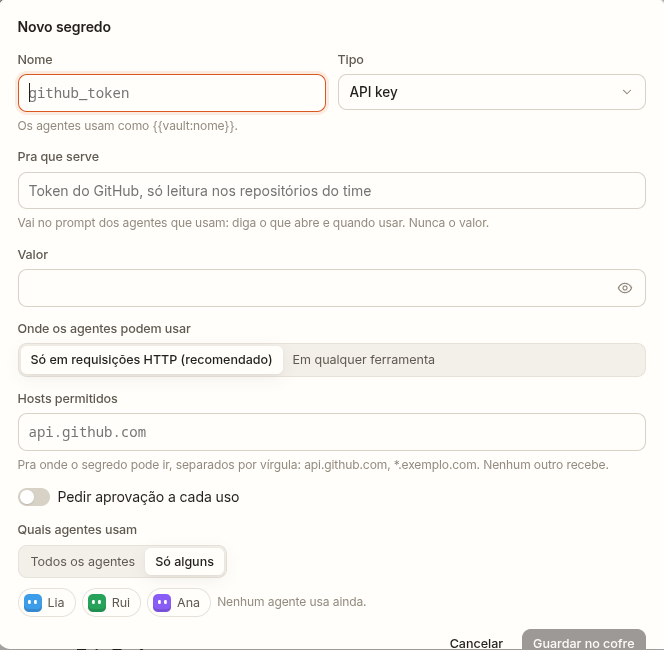 Novo segredo
Nome
Tipo
github_token
API key
Os agentes usam como {{vault:nome}}.
Pra que serve
Token do GitHub, só leitura nos repositórios do time
Vai no prompt dos agentes que usam: diga o que abre e quando usar. Nunca o valor.
Valor
Onde os agentes podem usar
Só em requisições HTTP (recomendado)
Em qualquer ferramenta
Hosts permitidos
api.github.com
Pra onde o segredo pode ir, separados por vírgula: api.github.com, *.exemplo.com. Nenhum outro recebe.
Pedir aprovação a cada uso
Quais agentes usam
Todos os agentes
Só alguns
Lia
Rui
Ana
Nenhum agente usa ainda.
Cancelar
Guardar no cofre